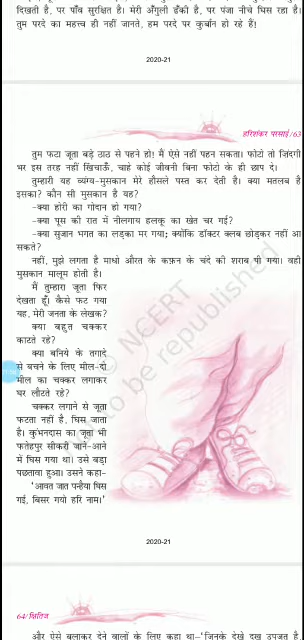 दिखती है, पर पाँव सुरक्षित है। मेरी अँगुली ढँकी है, पर पंजा नीचे घिस रहा है।
तुम परदे का महत्त्व ही नहीं जानते, हम परदे पर कुर्बान हो रहे हैं!
2020-21
हरिशंकर परसाई/63
तुम फटा जूता बड़े ठाठ से पहने हो! मैं ऐसे नहीं पहन सकता। फोटो तो ज़िंदगी
भर इस तरह नहीं खिंचाऊँ, चाहे कोई जीवनी बिना फोटो के ही छाप दे।
तुम्हारी यह व्यंग्य-मुसकान मेरे हौसले पस्त कर देती है। क्या मतलब है
इसका? कौन सी मुसकान है यह?
-क्या होरी का गोदान हो गया?
-क्या पूस की रात में नीलगाय हलकू का खेत चर गई?
-क्या सुजान भगत का लड़का मर गया; क्योंकि डॉक्टर क्लब छोड़कर नहीं आ
सकते?
नहीं, मुझे लगता है माधो औरत के कफ़न के चंदे की शराब पी गया। वही
मुसकान मालूम होती है।
मैं तुम्हारा जूता फिर
देखता हूँ। कैसे फट गया
यह, मेरी जनता के लेखक?
क्या बहुत चक्कर
काटते रहे?
क्या बनिये के तगादे
से बचने के लिए मील-दो
मील का चक्कर लगाकर
घर लौटते रहे?
चक्कर लगाने से जूता
फटता नहीं है, घिस जाता
है। कुंभनदास का जूता भी
फतेहपुर सीकरी जाने-आने
में घिस गया था। उसे बड़ा
पछतावा हुआ। उसने कहा-
'आवत जात पन्हैया घिस
गई, बिसर गयो हरि नाम।'
© NCERT
to be republished
2020-21
64/क्षितिज
और ऐसे बुलाकर देने वालों के लिए कहा था-'जिनके देखे दुख उपजत है,